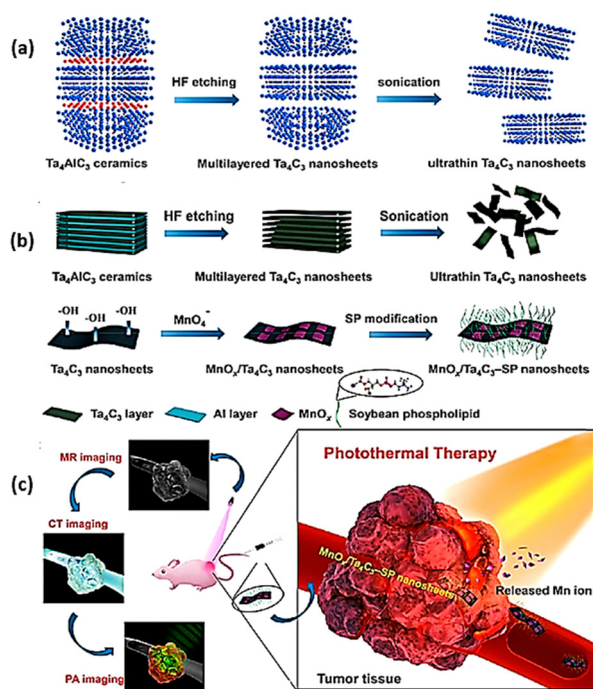 (a)
HF etching
sonication
Ta₄AlC₃ ceramics
Multilayered Ta₄C₃ nanosheets
ultrathin Ta₄C₃ nanosheets
(b)
HF etching
Sonication
Ta₄AlC₃ ceramics
Multilayered Ta₄C₃ nanosheets
Ultrathin Ta₄C₃ nanosheets
-OH -OH -OH
MnO₄⁻
SP modification
Ta₄C₃ nanosheets
MnOₓ/Ta₄C₃ nanosheets
MnOₓ/Ta₄C₃–SP nanosheets
Ta₄C₃ layer
Al layer
MnOₓ
Soybean phospholipid
(c)
MR imaging
CT imaging
PA imaging
Photothermal Therapy
MnOₓ/Ta₄C₃–SP nanosheets
Released Mn ion
Tumor tissue